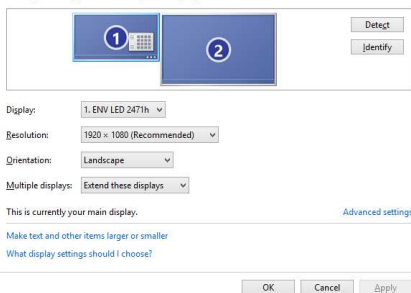 1
2
Detect
Identify
Display: 1. ENV LED 2471h
Resolution: 1920 × 1080 (Recommended)
Orientation: Landscape
Multiple displays: Extend these displays
This is currently your main display. Advanced settings
Make text and other items larger or smaller
What display settings should I choose?
OK Cancel Apply